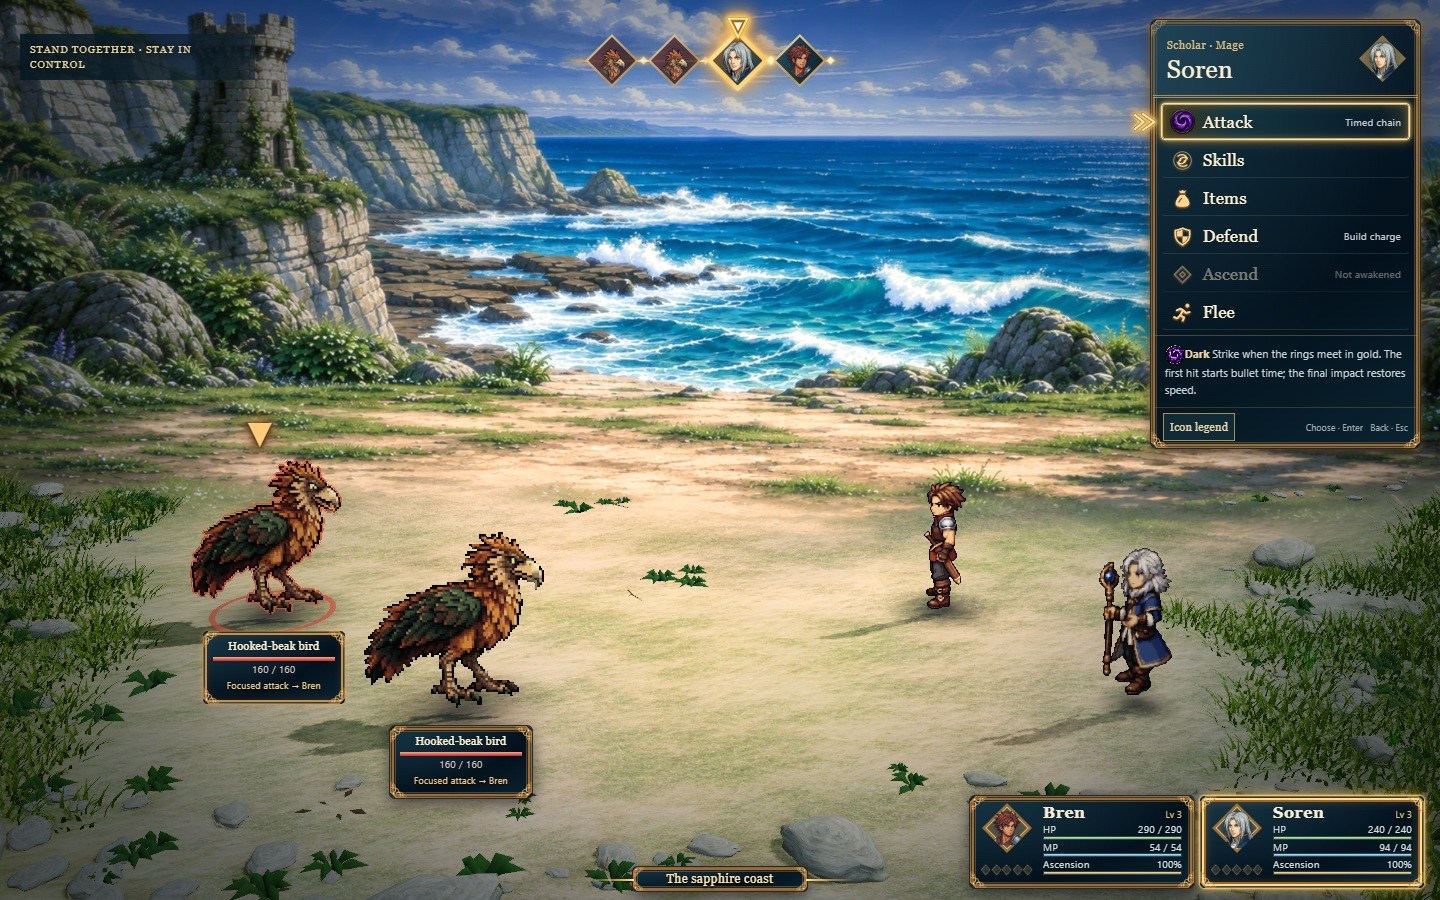 STAND TOGETHER · STAY IN
CONTROL
Scholar · Mage
Soren
Attack Timed chain
Skills
Items
Defend Build charge
Ascend Not awakened
Flee
Dark Strike when the rings meet in gold. The
first hit starts bullet time; the final impact restores
speed.
Icon legend Choose · Enter Back · Esc
Hooked-beak bird
160 / 160
Focused attack → Bren
Hooked-beak bird
160 / 160
Focused attack → Bren
Bren Lv 3
HP 290 / 290
MP 54 / 54
Ascension 100%
Soren Lv 3
HP 240 / 240
MP 94 / 94
Ascension 100%
The sapphire coast